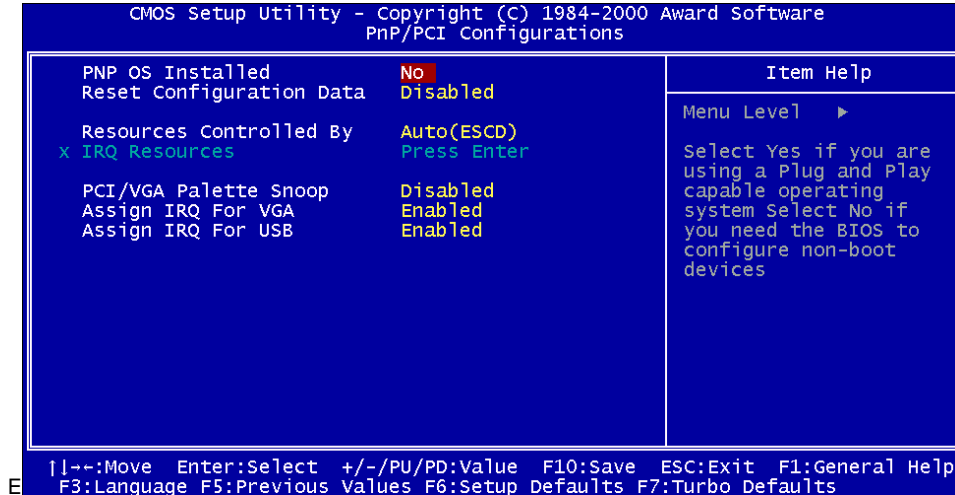 CMOS Setup Utility - Copyright (C) 1984-2000 Award Software
PnP/PCI Configurations
PNP OS Installed No
Reset Configuration Data Disabled
Resources Controlled By Auto(ESCD)
x IRQ Resources Press Enter
PCI/VGA Palette Snoop Disabled
Assign IRQ For VGA Enabled
Assign IRQ For USB Enabled
Item Help
Menu Level ▶
Select Yes if you are
using a Plug and Play
capable operating
system Select No if
you need the BIOS to
configure non-boot
devices
↑↓→←:Move Enter:Select +/-/PU/PD:Value F10:Save ESC:Exit F1:General Help
E F3:Language F5:Previous Values F6:Setup Defaults F7:Turbo Defaults